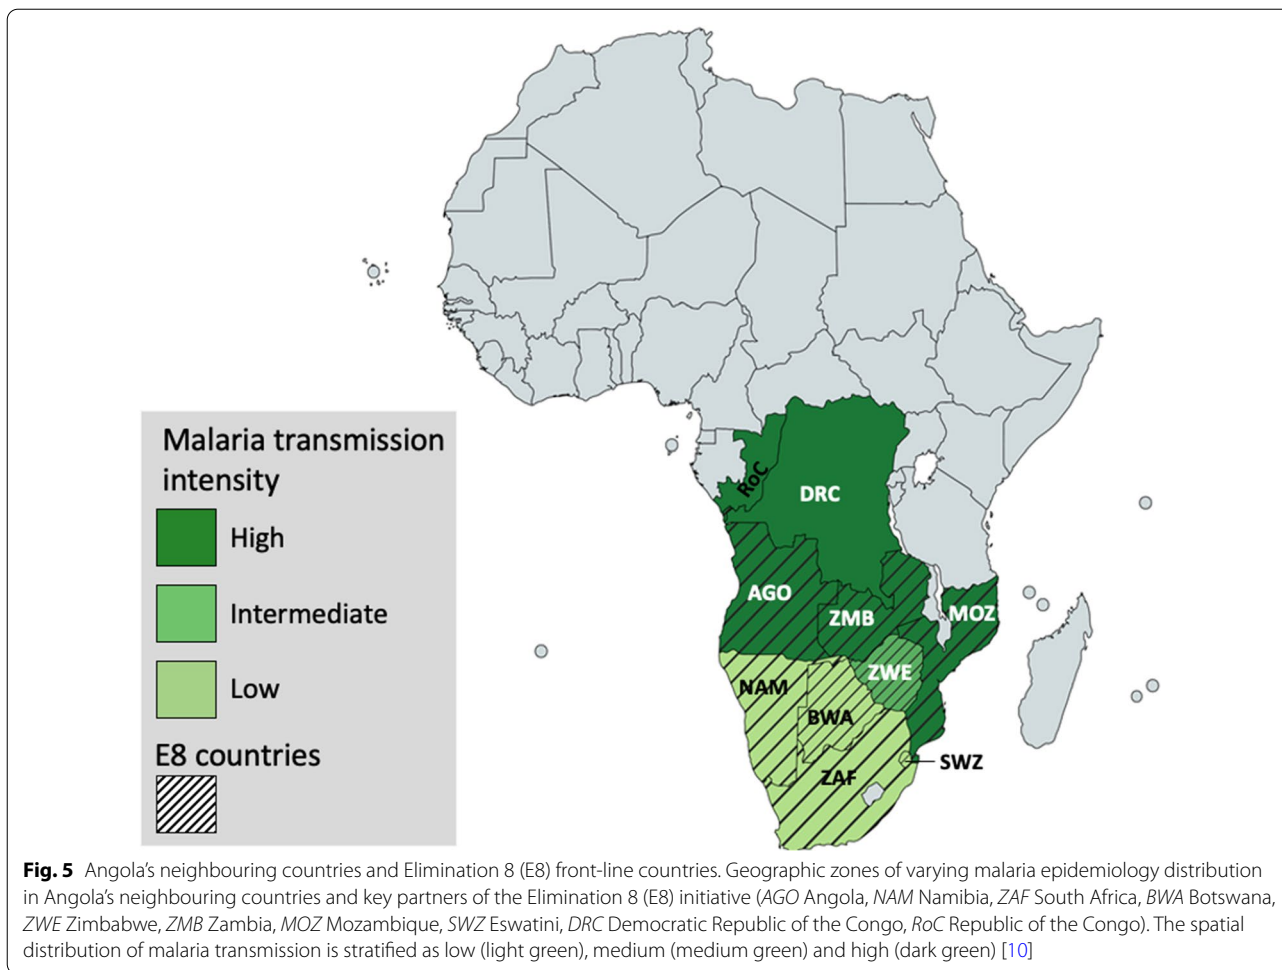 Malaria transmission
intensity
High
Intermediate
Low
E8 countries
RoC
DRC
AGO
ZMB
MOZ
ZWE
NAM
BWA
ZAF
SWZ
Fig. 5 Angola's neighbouring countries and Elimination 8 (E8) front-line countries. Geographic zones of varying malaria epidemiology distribution
in Angola's neighbouring countries and key partners of the Elimination 8 (E8) initiative (AGO Angola, NAM Namibia, ZAF South Africa, BWA Botswana,
ZWE Zimbabwe, ZMB Zambia, MOZ Mozambique, SWZ Eswatini, DRC Democratic Republic of the Congo, RoC Republic of the Congo). The spatial
distribution of malaria transmission is stratified as low (light green), medium (medium green) and high (dark green) [10]